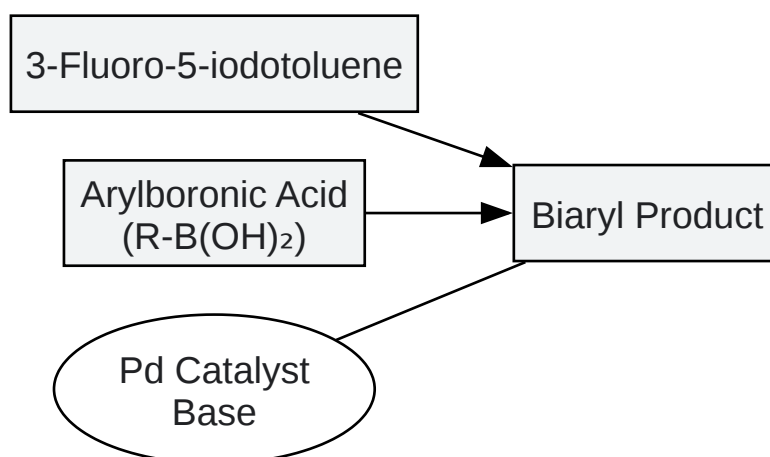 3-Fluoro-5-iodotoluene
Arylboronic Acid
(R-B(OH)₂)
Biaryl Product
Pd Catalyst
Base